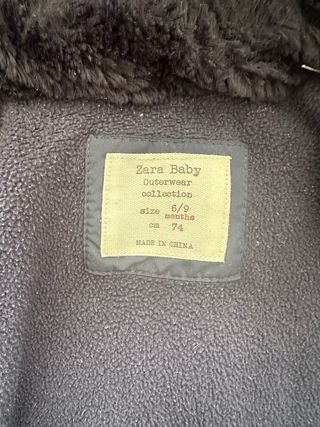 Zara Baby
Outerwear
collection
size 6/9
months
cm 74
MADE IN CHINA